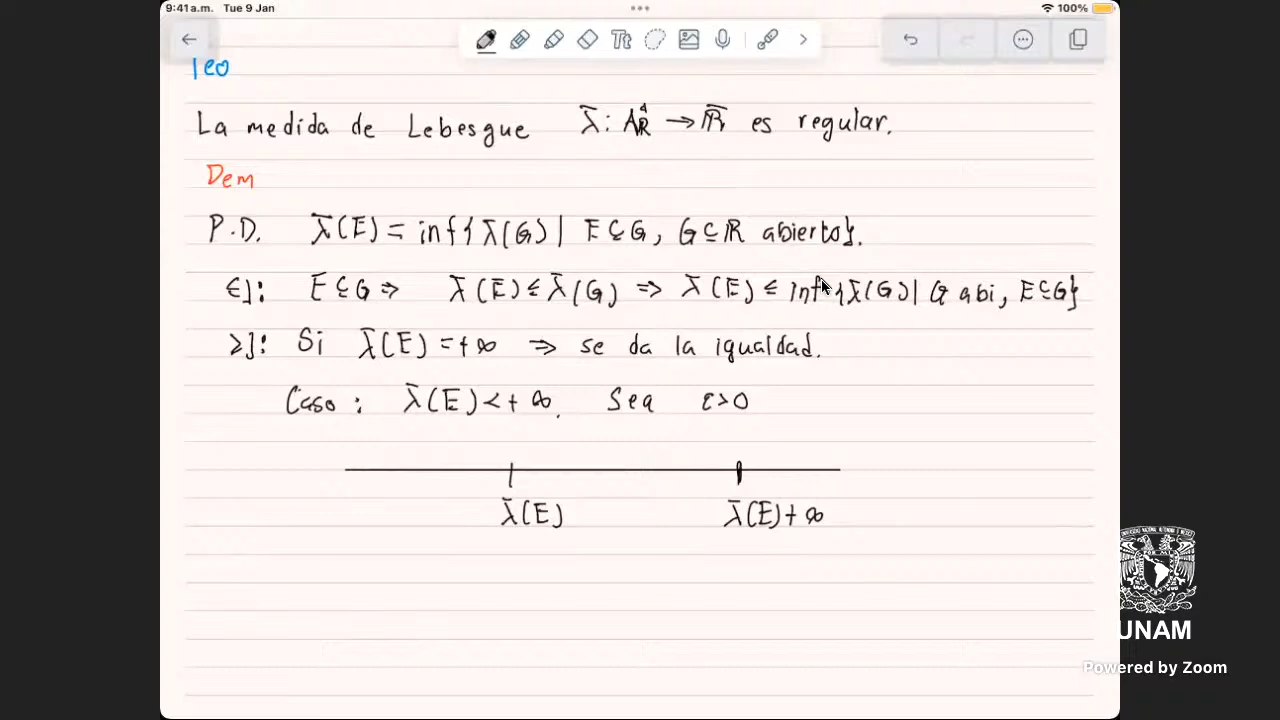 9:41 a.m. Tue 9 Jan
100%
Teo
La medida de Lebesgue λ̄: A_R^* → R̄ es regular.
Dem
P.D. λ̄(E) = inf{λ̄(G) | E⊆G, G⊆R abierto}.
≤]: E⊆G ⇒ λ̄(E) ≤ λ̄(G) ⇒ λ̄(E) ≤ inf{λ̄(G) | G abi, E⊆G}
≥]: Si λ̄(E) = +∞ ⇒ se da la igualdad.
Caso: λ̄(E) < +∞. Sea ε>0
λ̄(E) λ̄(E)+∞
UNAM
Powered by Zoom